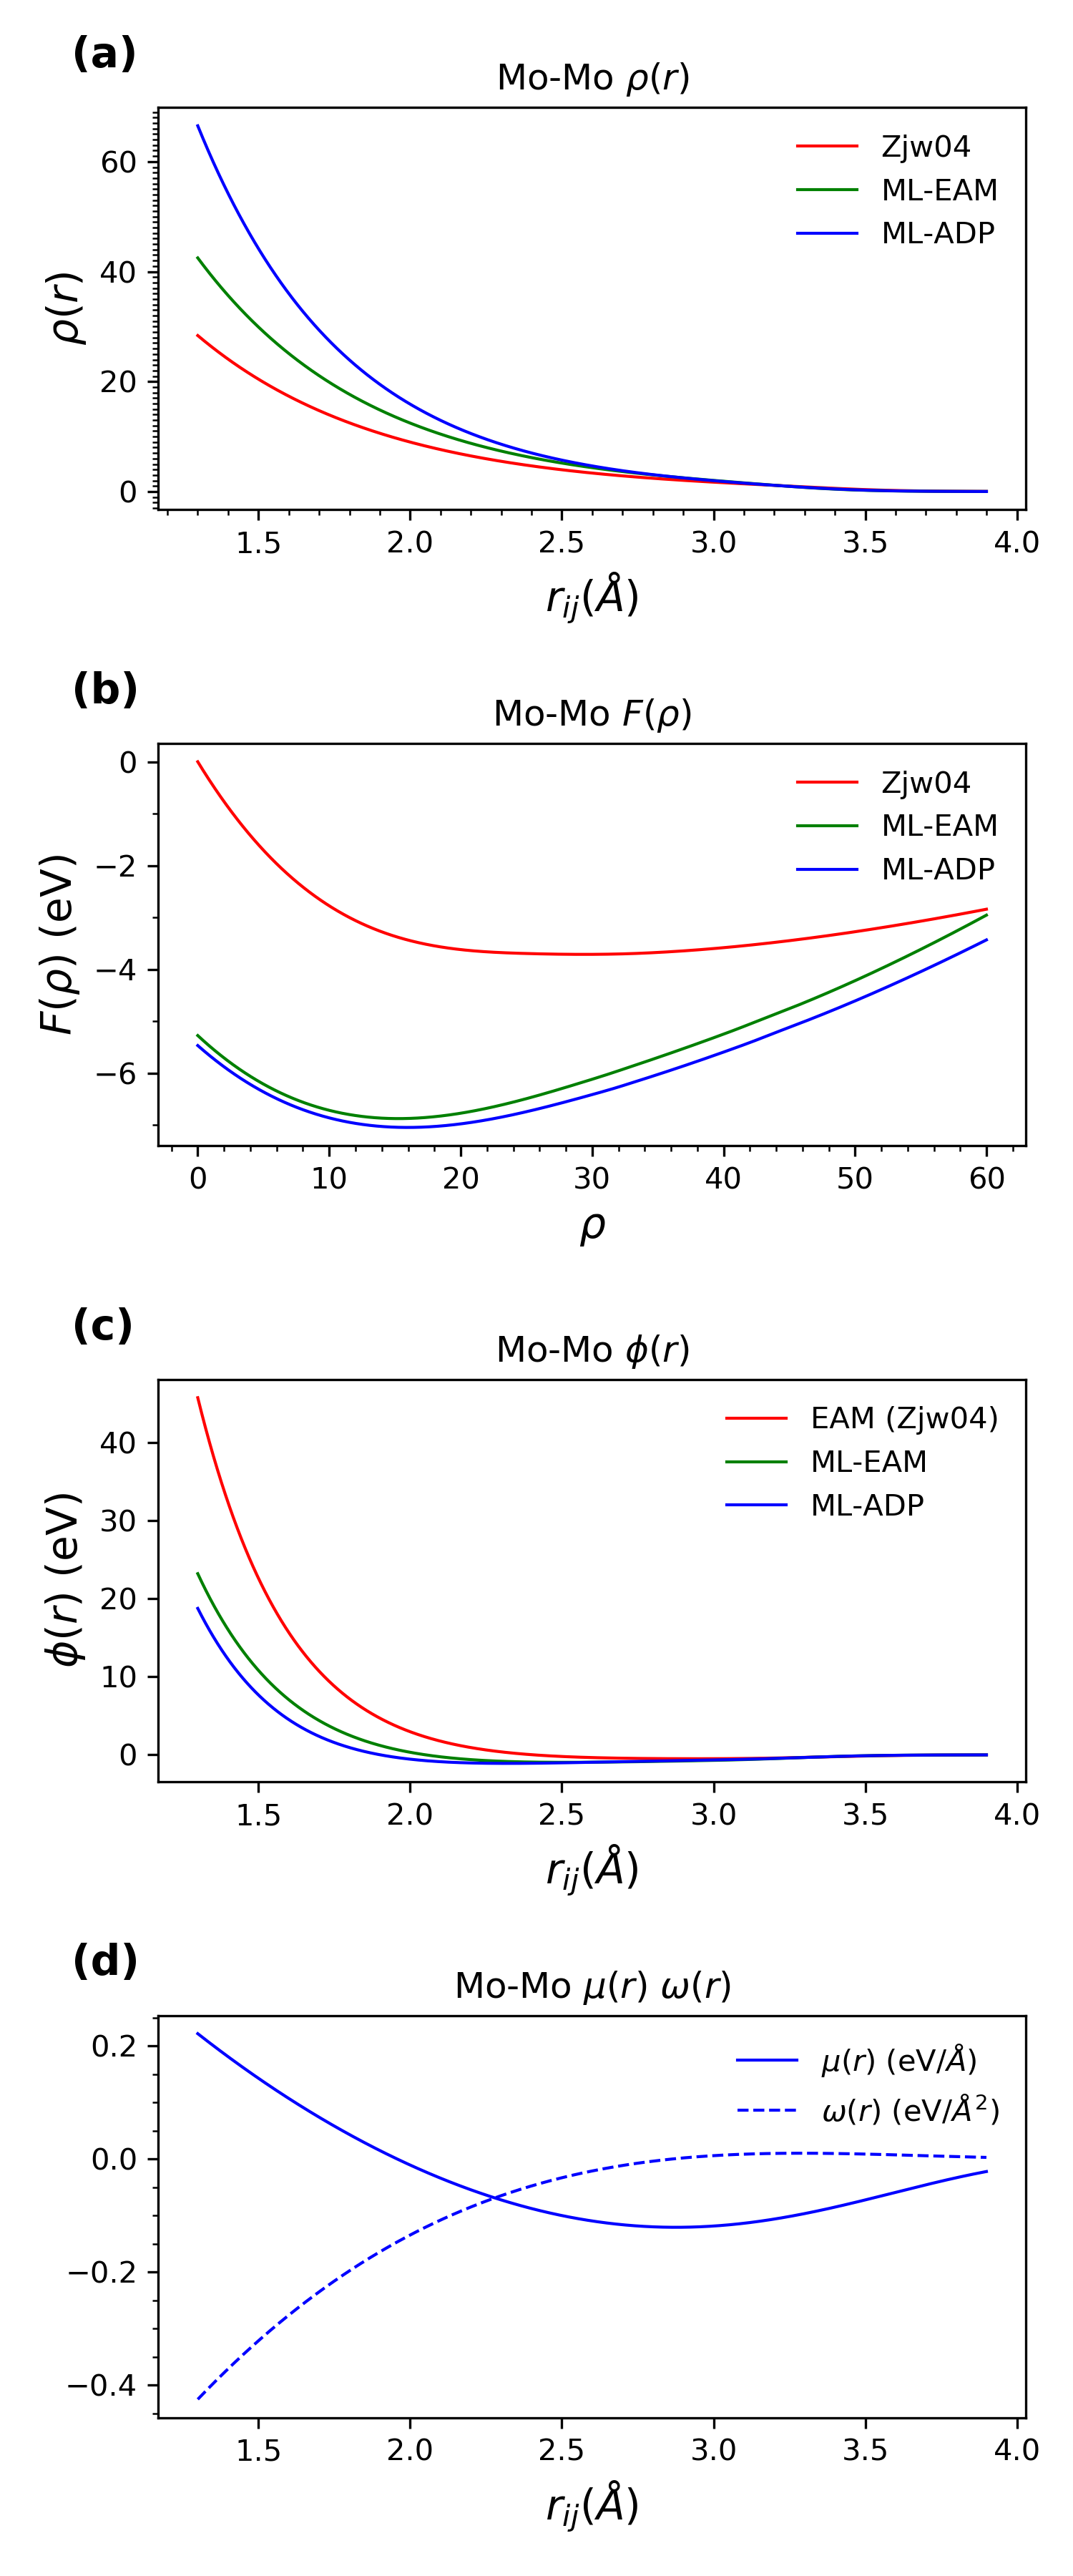 (a)
Mo-Mo ρ(r)
Zjw04
ML-EAM
ML-ADP
60
40
20
0
ρ(r)
1.5 2.0 2.5 3.0 3.5 4.0
r_ij(Å)
(b)
Mo-Mo F(ρ)
Zjw04
ML-EAM
ML-ADP
0
−2
−4
−6
F(ρ) (eV)
0 10 20 30 40 50 60
ρ
(c)
Mo-Mo ϕ(r)
EAM (Zjw04)
ML-EAM
ML-ADP
40
30
20
10
0
ϕ(r) (eV)
1.5 2.0 2.5 3.0 3.5 4.0
r_ij(Å)
(d)
Mo-Mo μ(r) ω(r)
μ(r) (eV/Å)
ω(r) (eV/Å²)
0.2
0.0
−0.2
−0.4
1.5 2.0 2.5 3.0 3.5 4.0
r_ij(Å)